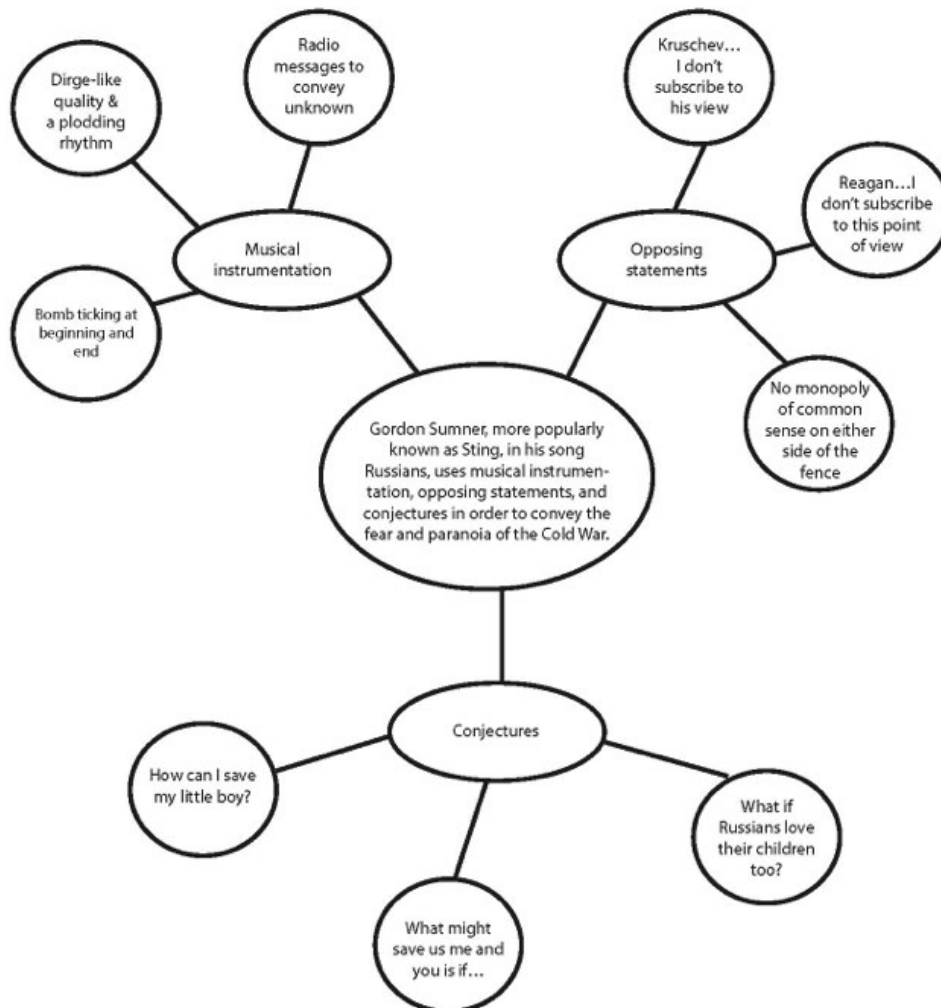 Dirge-like
quality &
a plodding
rhythm
Radio
messages to
convey
unknown
Musical
instrumentation
Bomb ticking at
beginning and
end
Kruschev...
I don't
subscribe to
his view
Reagan...I
don't subscribe
to this point
of view
Opposing
statements
No monopoly
of common
sense on either
side of the
fence
Gordon Sumner, more popularly
known as Sting, in his song
Russians, uses musical instrumen-
tation, opposing statements, and
conjectures in order to convey the
fear and paranoia of the Cold War.
Conjectures
How can I save
my little boy?
What might
save us me and
you is if...
What if
Russians love
their children
too?